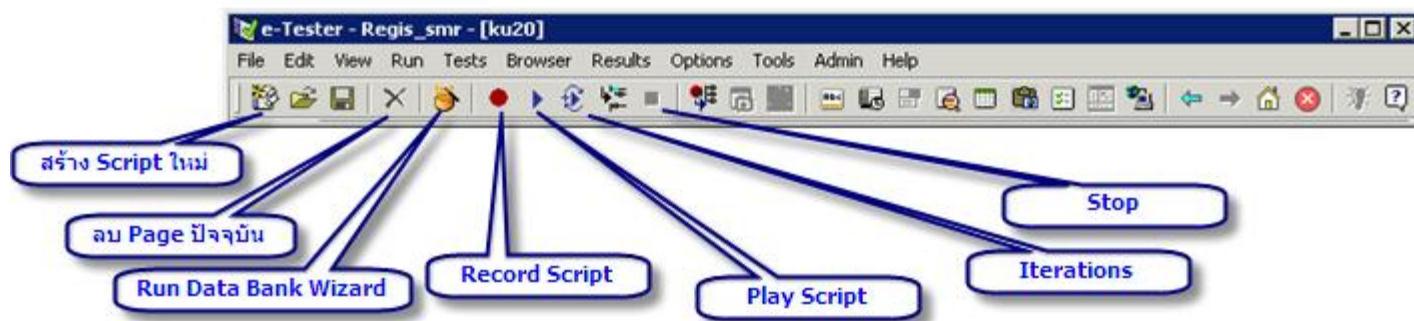 e-Tester - Regis_smr - [ku20]
File Edit View Run Tests Browser Results Options Tools Admin Help
สร้าง Script ใหม่
ลบ Page ปัจจุบัน
Run Data Bank Wizard
Record Script
Play Script
Iterations
Stop